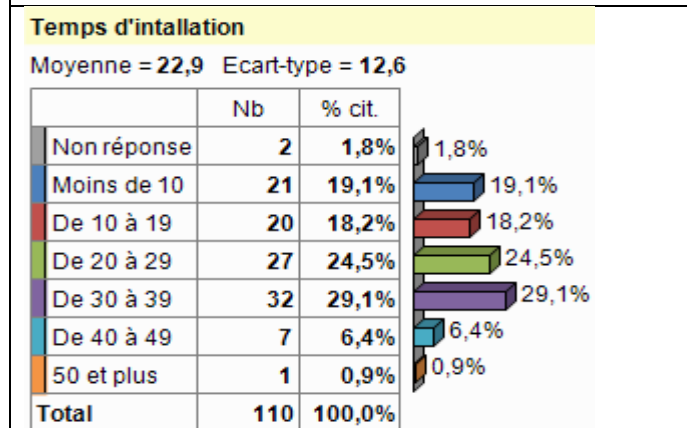 Temps d'intallation
Moyenne = 22,9 Ecart-type = 12,6
Nb % cit.
Non réponse 2 1,8% 1,8%
Moins de 10 21 19,1% 19,1%
De 10 à 19 20 18,2% 18,2%
De 20 à 29 27 24,5% 24,5%
De 30 à 39 32 29,1% 29,1%
De 40 à 49 7 6,4% 6,4%
50 et plus 1 0,9% 0,9%
Total 110 100,0%